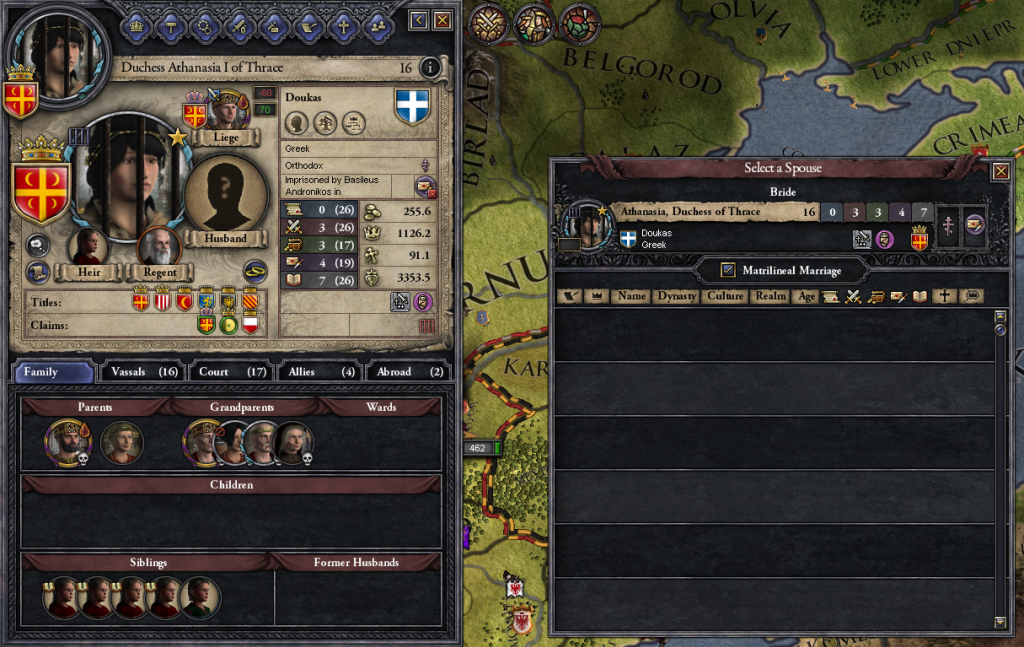 Duchess Athanasia I of Thrace 16
-60
70
Liege
Doukas
Greek
Orthodox
Imprisoned by Basileus
Andronikos in
Husband
Heir
Regent
0 (26)
3 (26)
3 (17)
4 (19)
7 (26)
255.6
1126.2
91.1
3353.5
Titles:
Claims:
Family
Vassals (16)
Court (17)
Allies (4)
Abroad (2)
Parents
Grandparents
Wards
Children
Siblings
Former Husbands
OLVIA
BELGOROD
LOWER DNIEPR
BIRLAD
CRIMEA
KAR
462
Select a Spouse
Bride
Athanasia, Duchess of Thrace 16 0 3 3 4 7
Doukas
Greek
Matrilineal Marriage
Name Dynasty Culture Realm Age